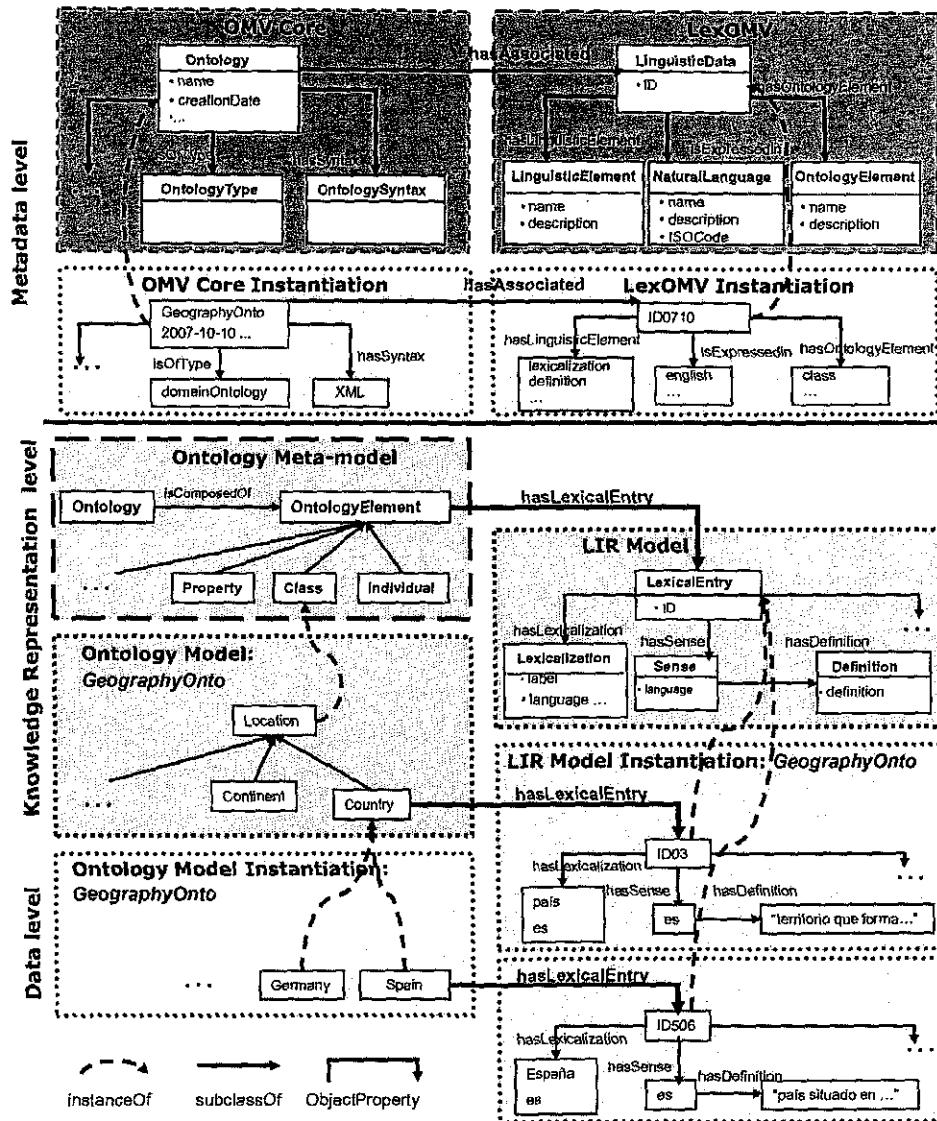 Metadata level
OMV Core
Ontology
• name
• creationDate
•...
hasSyntax
OntologyType
OntologySyntax
hasAssociated
LexOMV
LinguisticData
• ID
hasOntologyElement
hasLinguisticElement
isExpressedIn
LinguisticElement
• name
• description
NaturalLanguage
• name
• description
• ISOCode
OntologyElement
• name
• description
OMV Core Instantiation
GeographyOnto
2007-10-10 ...
...
isOfType
hasSyntax
domainOntology
XML
HasAssociated
LexOMV Instantiation
ID0710
hasLinguisticElement
isExpressedIn
hasOntologyElement
lexicalization
definition
...
english
...
class
...
Knowledge Representation level
Ontology Meta-model
Ontology
isComposedOf
OntologyElement
...
Property
Class
Individual
hasLexicalEntry
LIR Model
LexicalEntry
• ID
...
hasLexicalization
hasSense
hasDefinition
Lexicalization
• label
• language ...
Sense
• language
Definition
• definition
Ontology Model:
GeographyOnto
Location
...
Continent
Country
hasLexicalEntry
LIR Model Instantiation: GeographyOnto
ID03
...
hasLexicalization
hasSense
hasDefinition
país
es
es
"territorio que forma..."
Data level
Ontology Model Instantiation:
GeographyOnto
...
Germany
Spain
hasLexicalEntry
ID506
...
hasLexicalization
hasSense
hasDefinition
España
es
es
"país situado en ..."
instanceOf
subclassOf
ObjectProperty